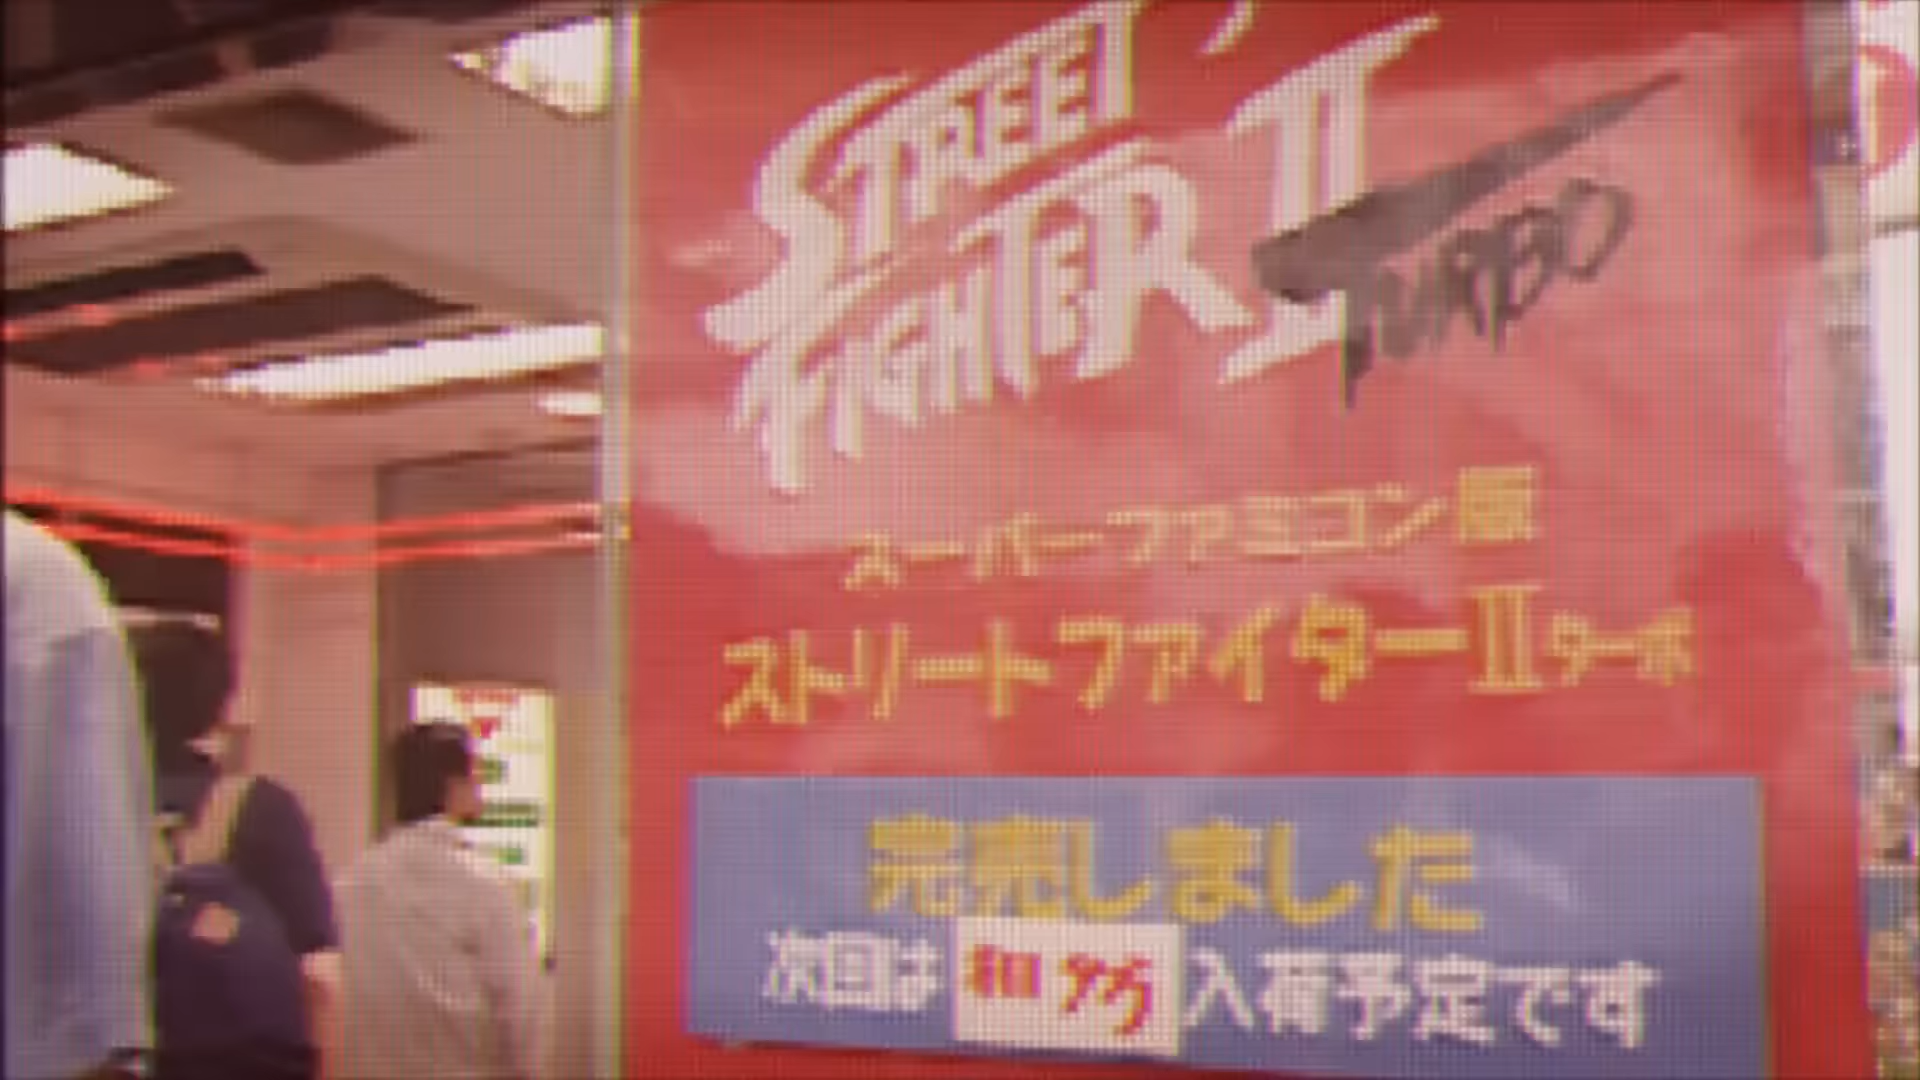 STREET
FIGHTER II
TURBO
スーパーファミコン版
ストリートファイターIIターボ
完売しました
次回は
入荷予定です